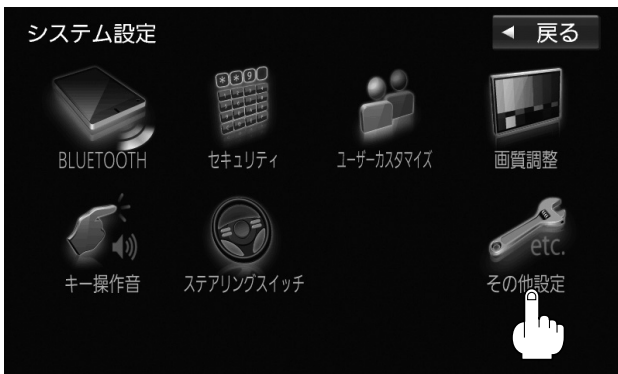 システム設定
◀ 戻る
**90
BLUETOOTH
セキュリティ
ユーザーカスタマイズ
画質調整
etc.
キー操作音
ステアリングスイッチ
その他設定